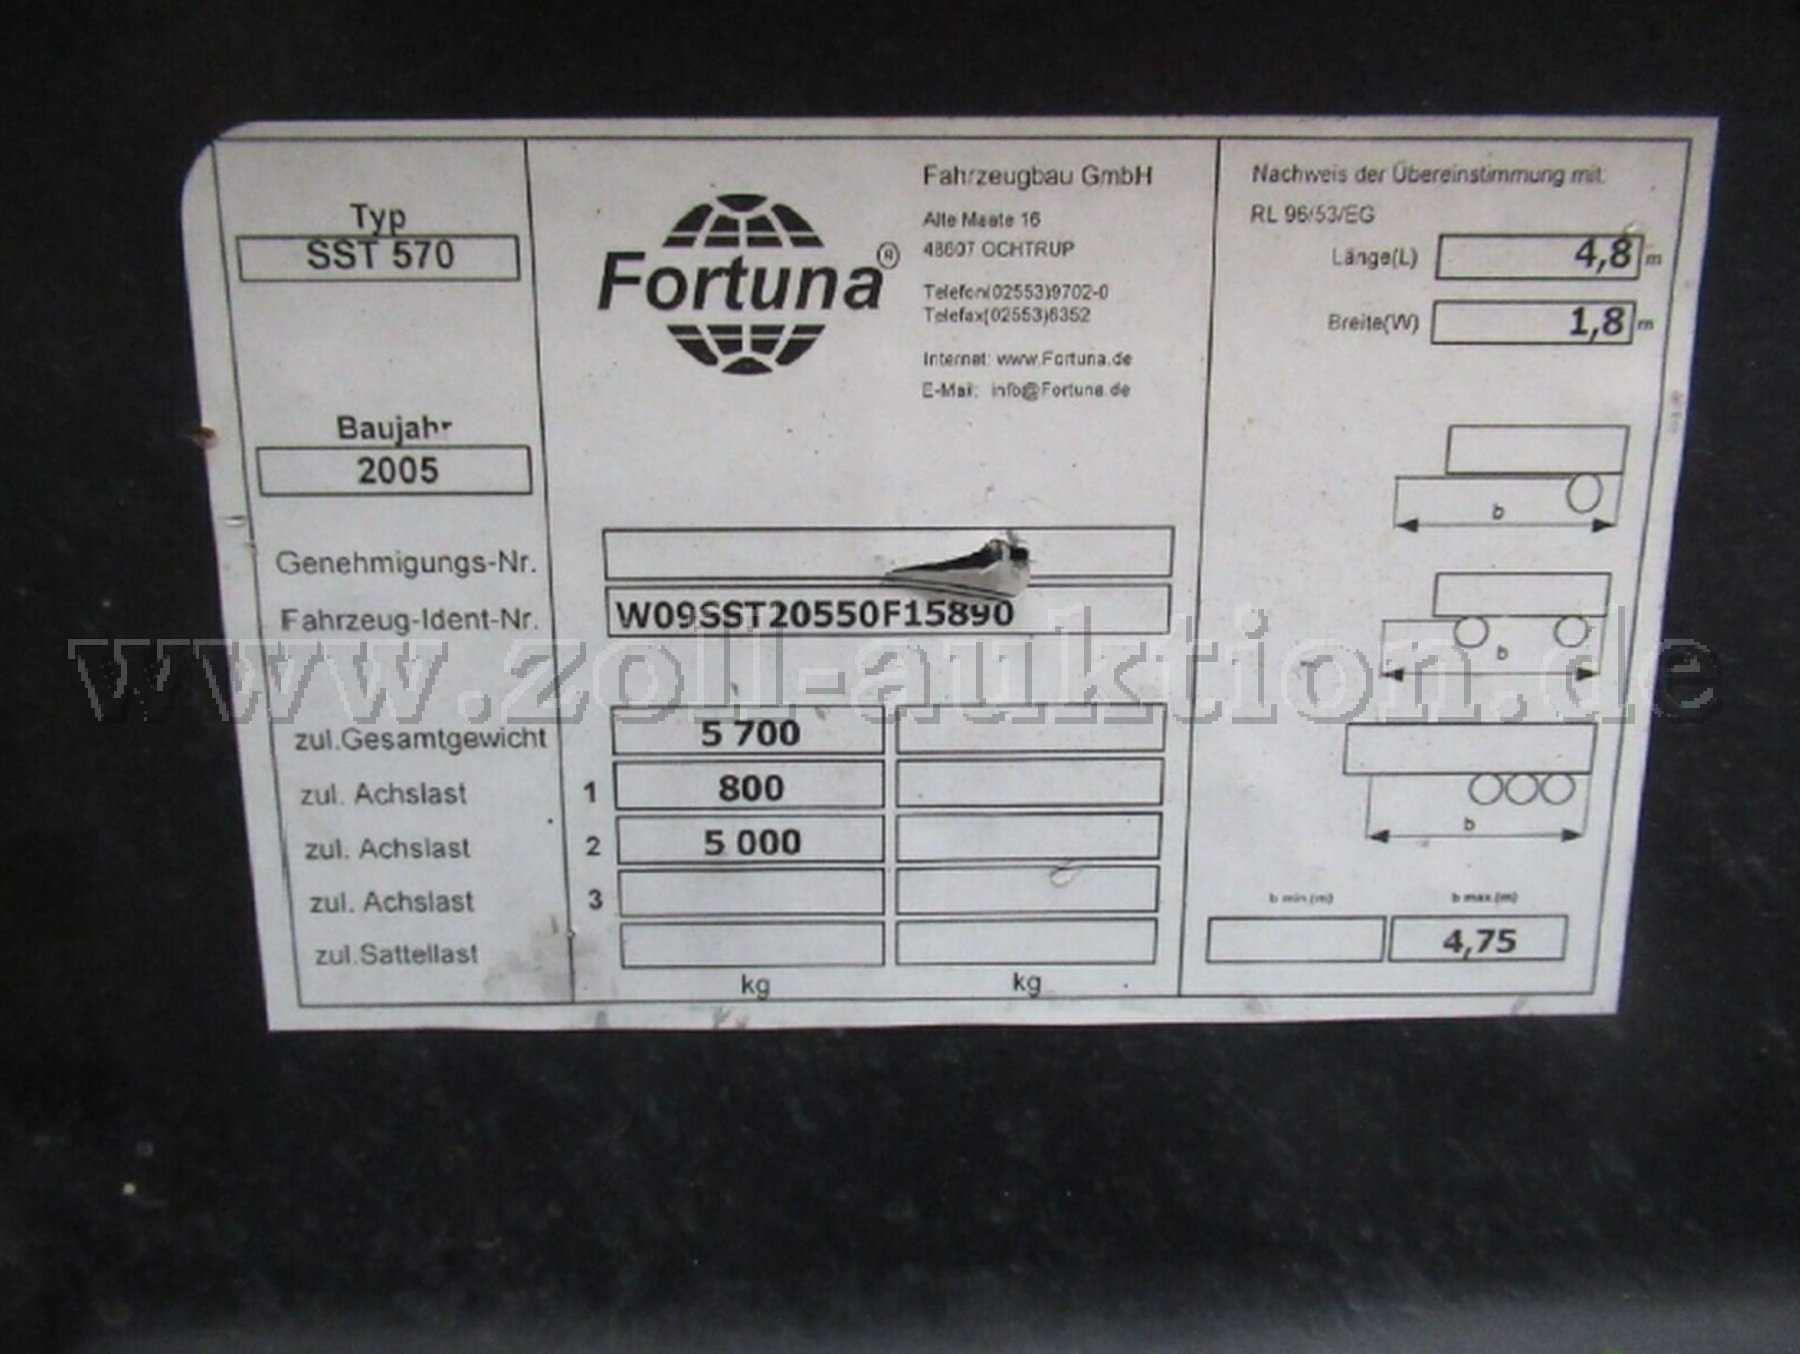 Typ
SST 570
Baujahr
2005
Fortuna®
Fahrzeugbau GmbH
Alte Maate 16
48607 OCHTRUP
Telefon(02553)9702-0
Telefax(02553)6352
Internet: www.Fortuna.de
E-Mail: info@Fortuna.de
Nachweis der Übereinstimmung mit:
RL 96/53/EG
Länge(L) 4,8 m
Breite(W) 1,8 m
b
b
b
b min.(m) b max.(m)
4,75
Genehmigungs-Nr.
Fahrzeug-Ident-Nr. W09SST20550F15890
zul.Gesamtgewicht 5 700
zul. Achslast 1 800
zul. Achslast 2 5 000
zul. Achslast 3
zul.Sattellast
kg kg
www.zoll-auktion.de